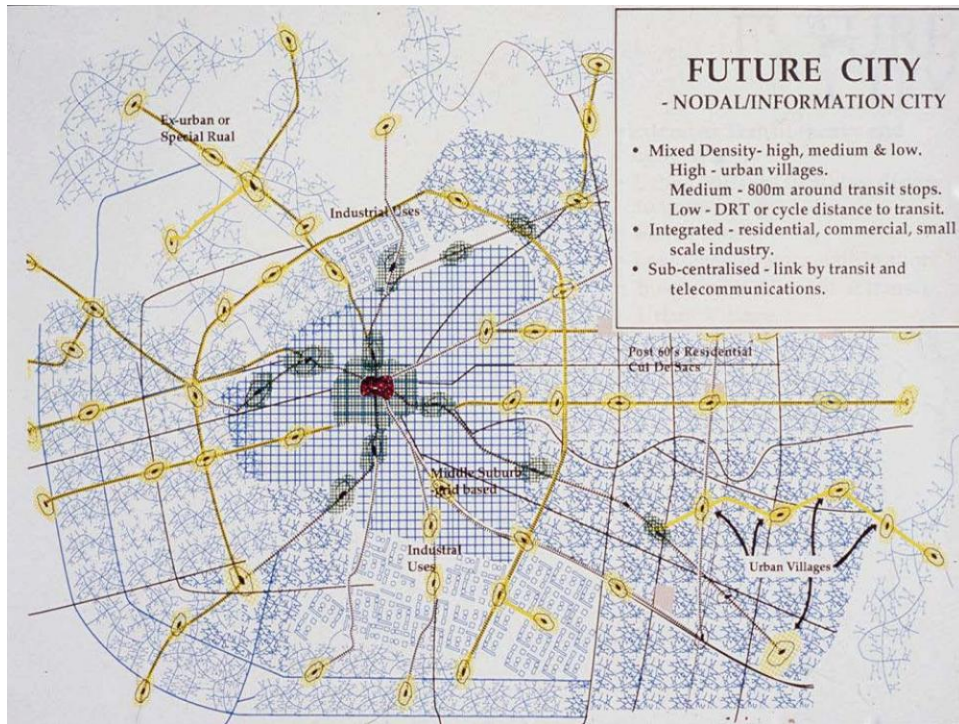 FUTURE CITY
- NODAL/INFORMATION CITY
• Mixed Density- high, medium & low.
High - urban villages.
Medium - 800m around transit stops.
Low - DRT or cycle distance to transit.
• Integrated - residential, commercial, small
scale industry.
• Sub-centralised - link by transit and
telecommunications.
Ex-urban or
Special Rual
Industrial Uses
Post 60's Residential
Cul De Sacs
Middle Suburb
-grid based
Industrial
Uses
Urban Villages